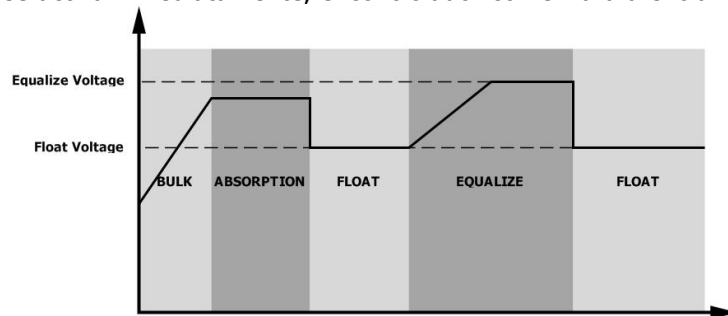 Equalize Voltage
Float Voltage
BULK ABSORPTION FLOAT EQUALIZE FLOAT